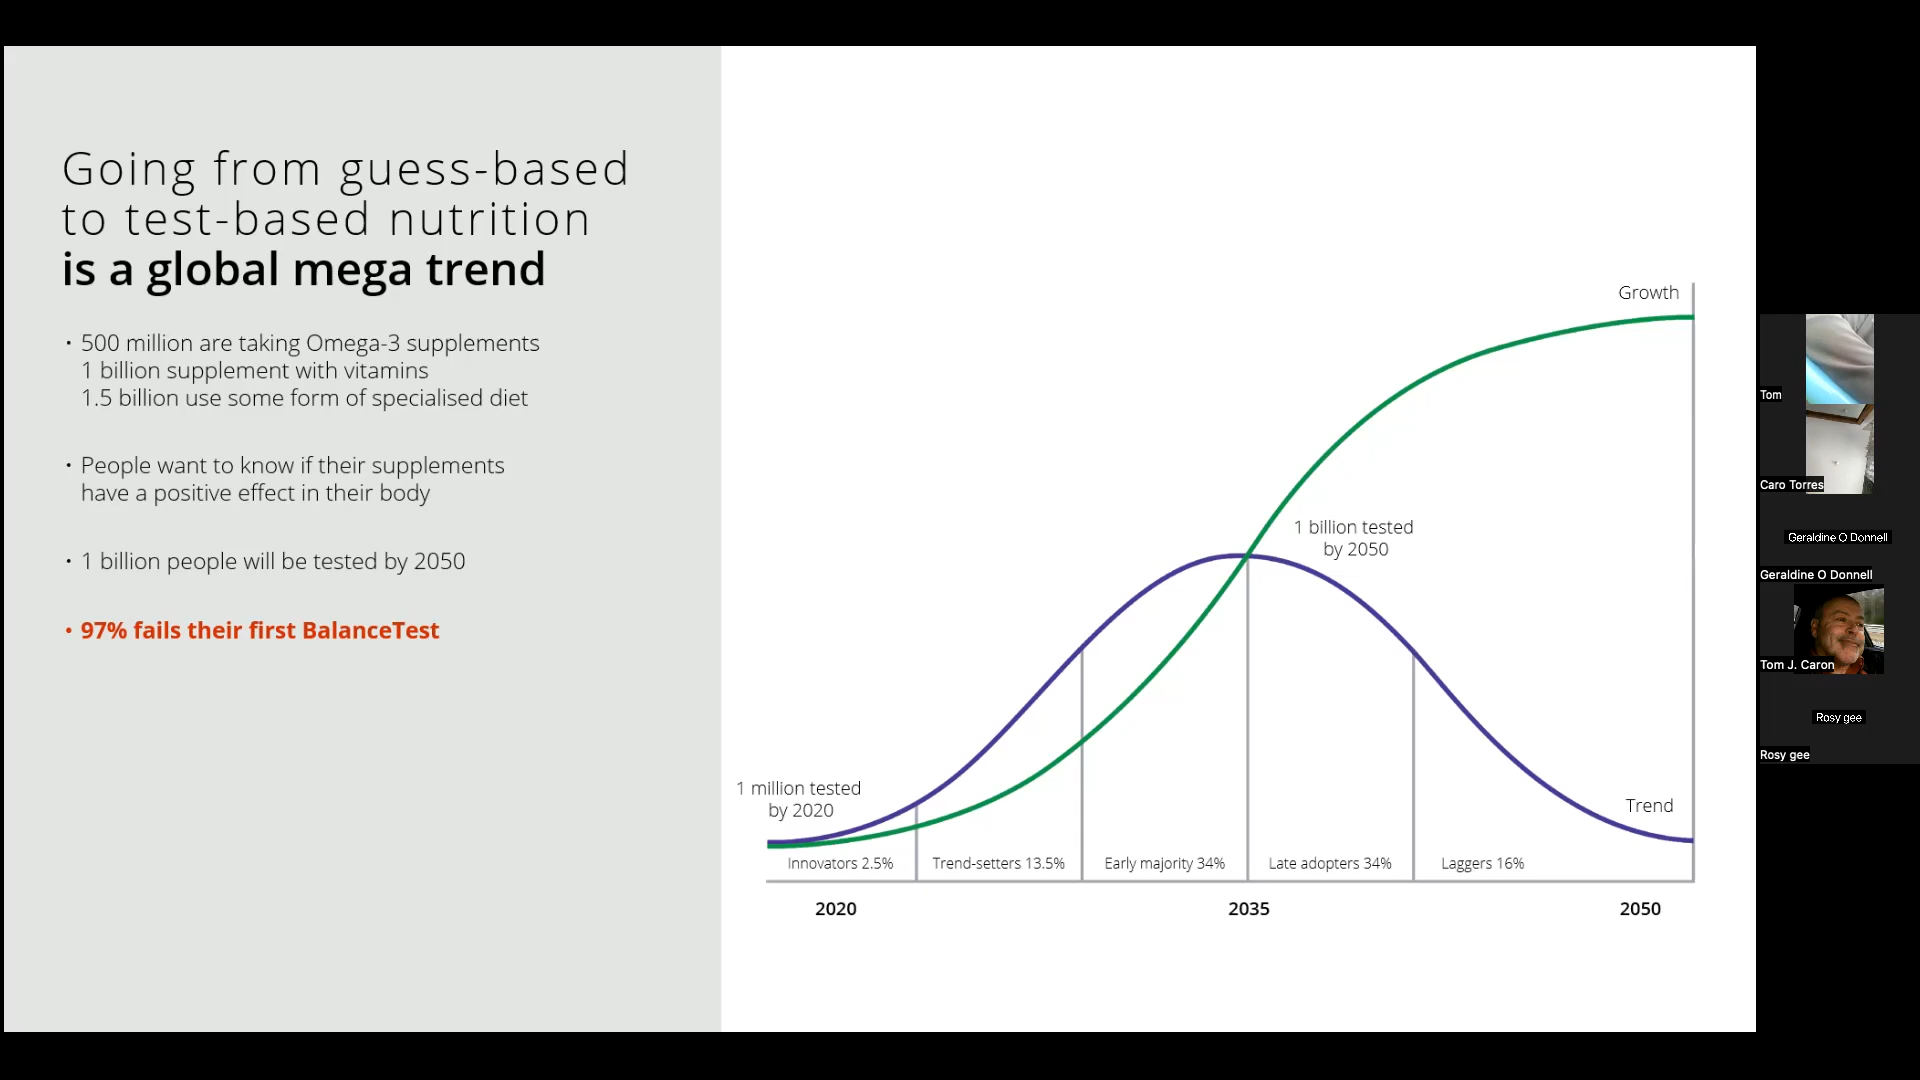 Going from guess-based
to test-based nutrition
is a global mega trend
• 500 million are taking Omega-3 supplements
1 billion supplement with vitamins
1.5 billion use some form of specialised diet
• People want to know if their supplements
have a positive effect in their body
• 1 billion people will be tested by 2050
• 97% fails their first BalanceTest
Growth
1 billion tested
by 2050
1 million tested
by 2020
Trend
Innovators 2.5%
Trend-setters 13.5%
Early majority 34%
Late adopters 34%
Laggers 16%
2020
2035
2050
Tom
Caro Torres
Geraldine O Donnell
Geraldine O Donnell
Tom J. Caron
Rosy gee
Rosy gee